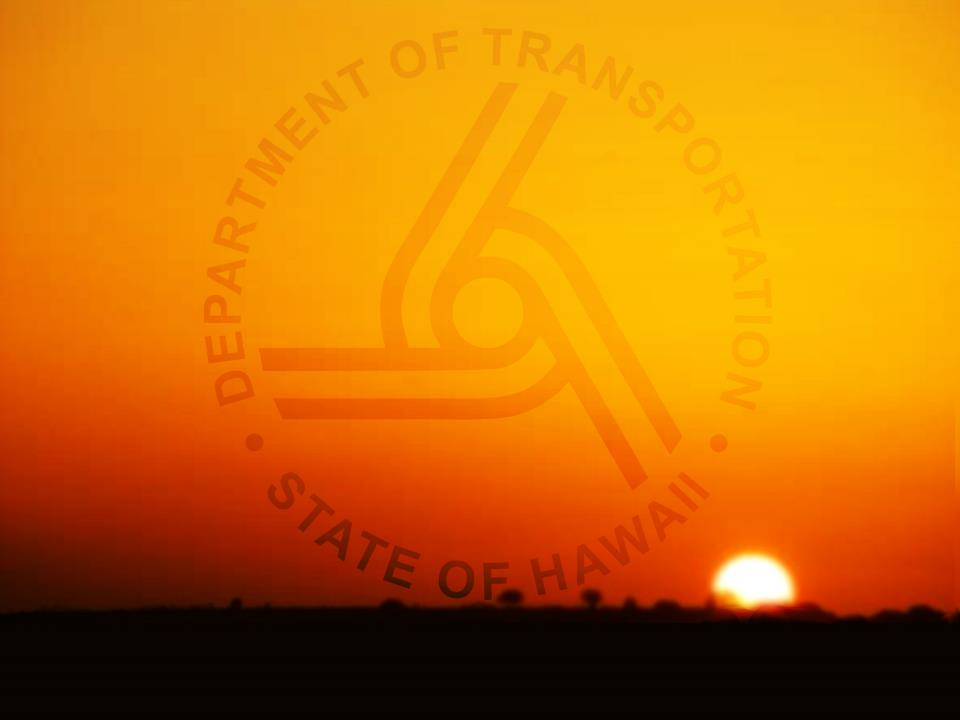 DEPARTMENT OF TRANSPORTATION
STATE OF HAWAII